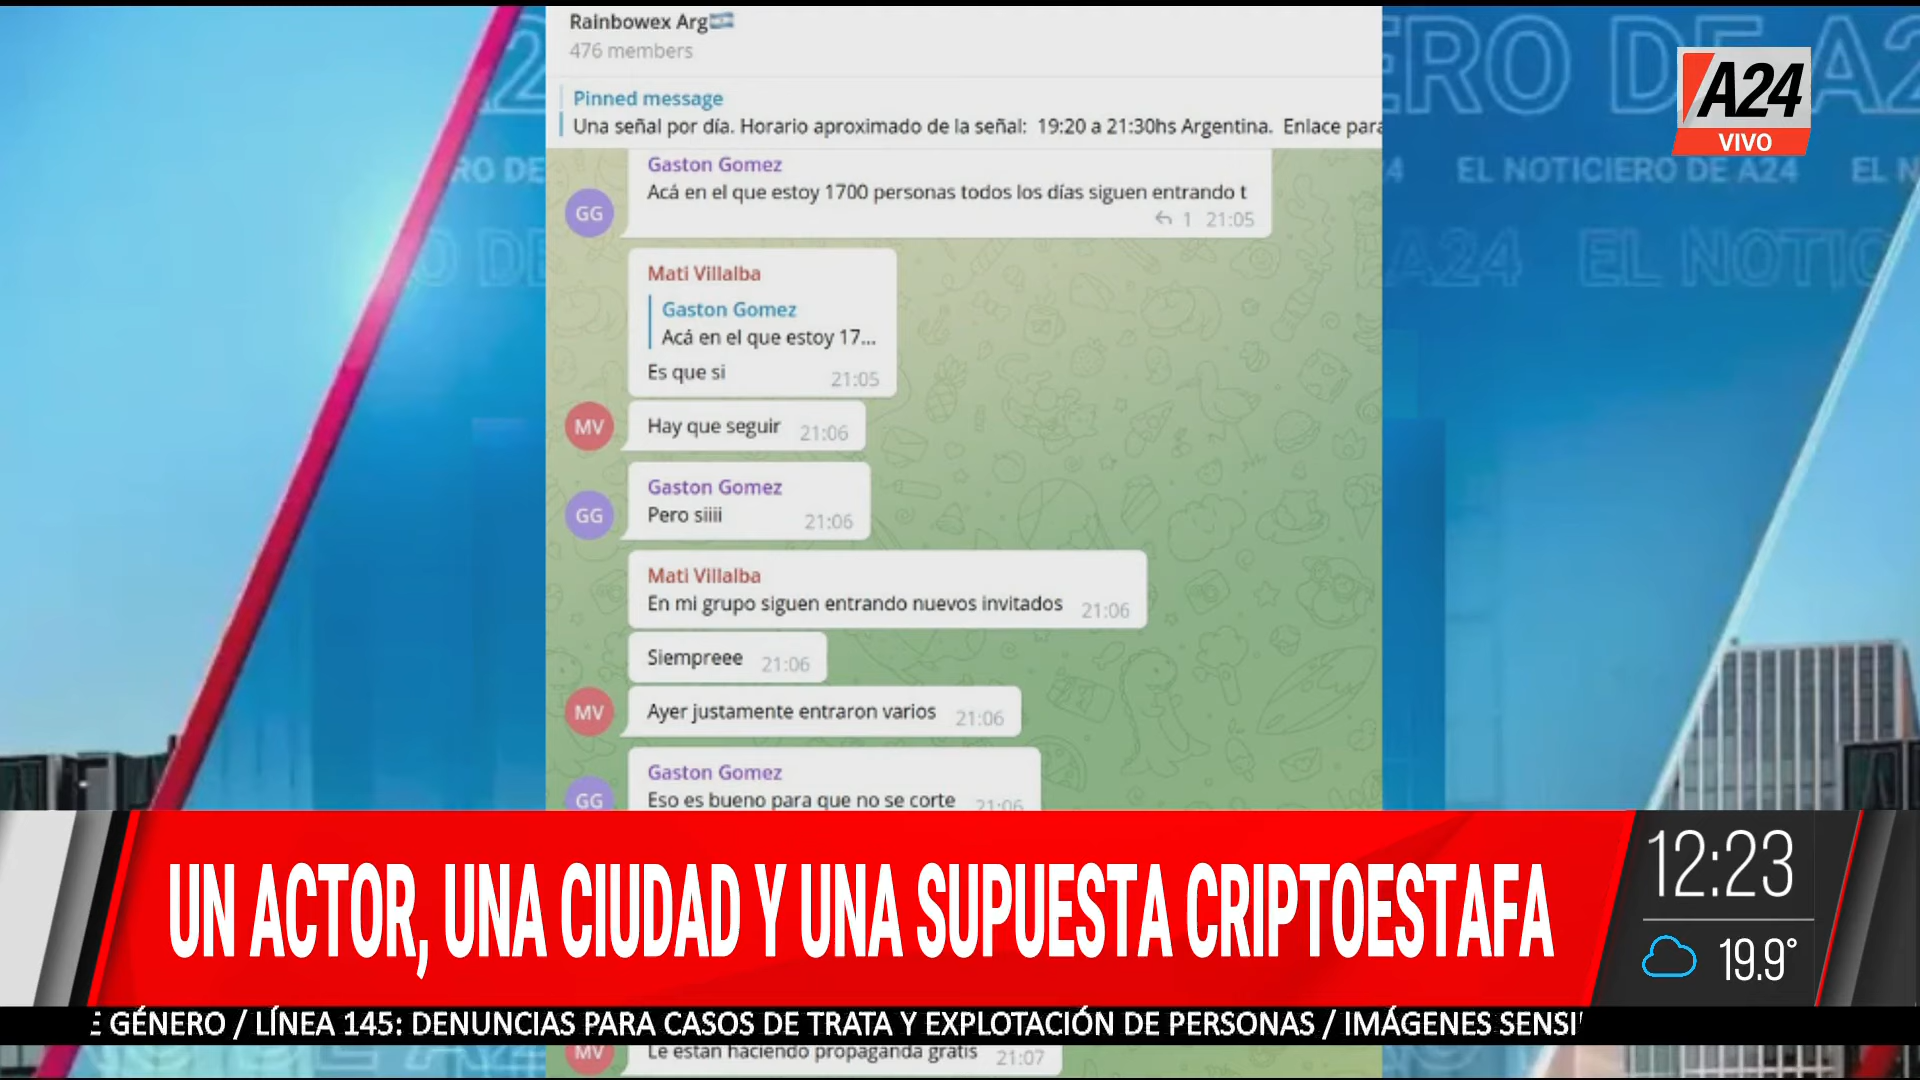 Rainbowex Arg
476 members
Pinned message
Una señal por día. Horario aproximado de la señal: 19:20 a 21:30hs Argentina. Enlace para
A24
VIVO
Gaston Gomez
GG
Acá en el que estoy 1700 personas todos los días siguen entrando t
1 21:05
Mati Villalba
Gaston Gomez
Acá en el que estoy 17...
Es que si 21:05
MV
Hay que seguir 21:06
Gaston Gomez
GG
Pero siiii 21:06
Mati Villalba
En mi grupo siguen entrando nuevos invitados 21:06
Siempreee 21:06
MV
Ayer justamente entraron varios 21:06
Gaston Gomez
GG
Eso es bueno para que no se corte 21:06
UN ACTOR, UNA CIUDAD Y UNA SUPUESTA CRIPTOESTAFA
12:23
19.9°
E GÉNERO / LÍNEA 145: DENUNCIAS PARA CASOS DE TRATA Y EXPLOTACIÓN DE PERSONAS / IMÁGENES SENSI
MV
Le estan haciendo propaganda gratis 21:07
EL NOTICIERO DE A24